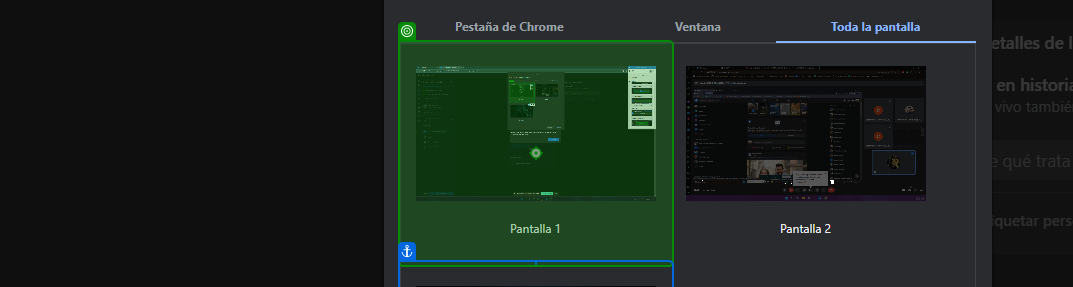 Pestaña de Chrome
Ventana
Toda la pantalla
etalles de l
en historia
vivo també
e qué trata
iquetar pers
Pantalla 1
Pantalla 2